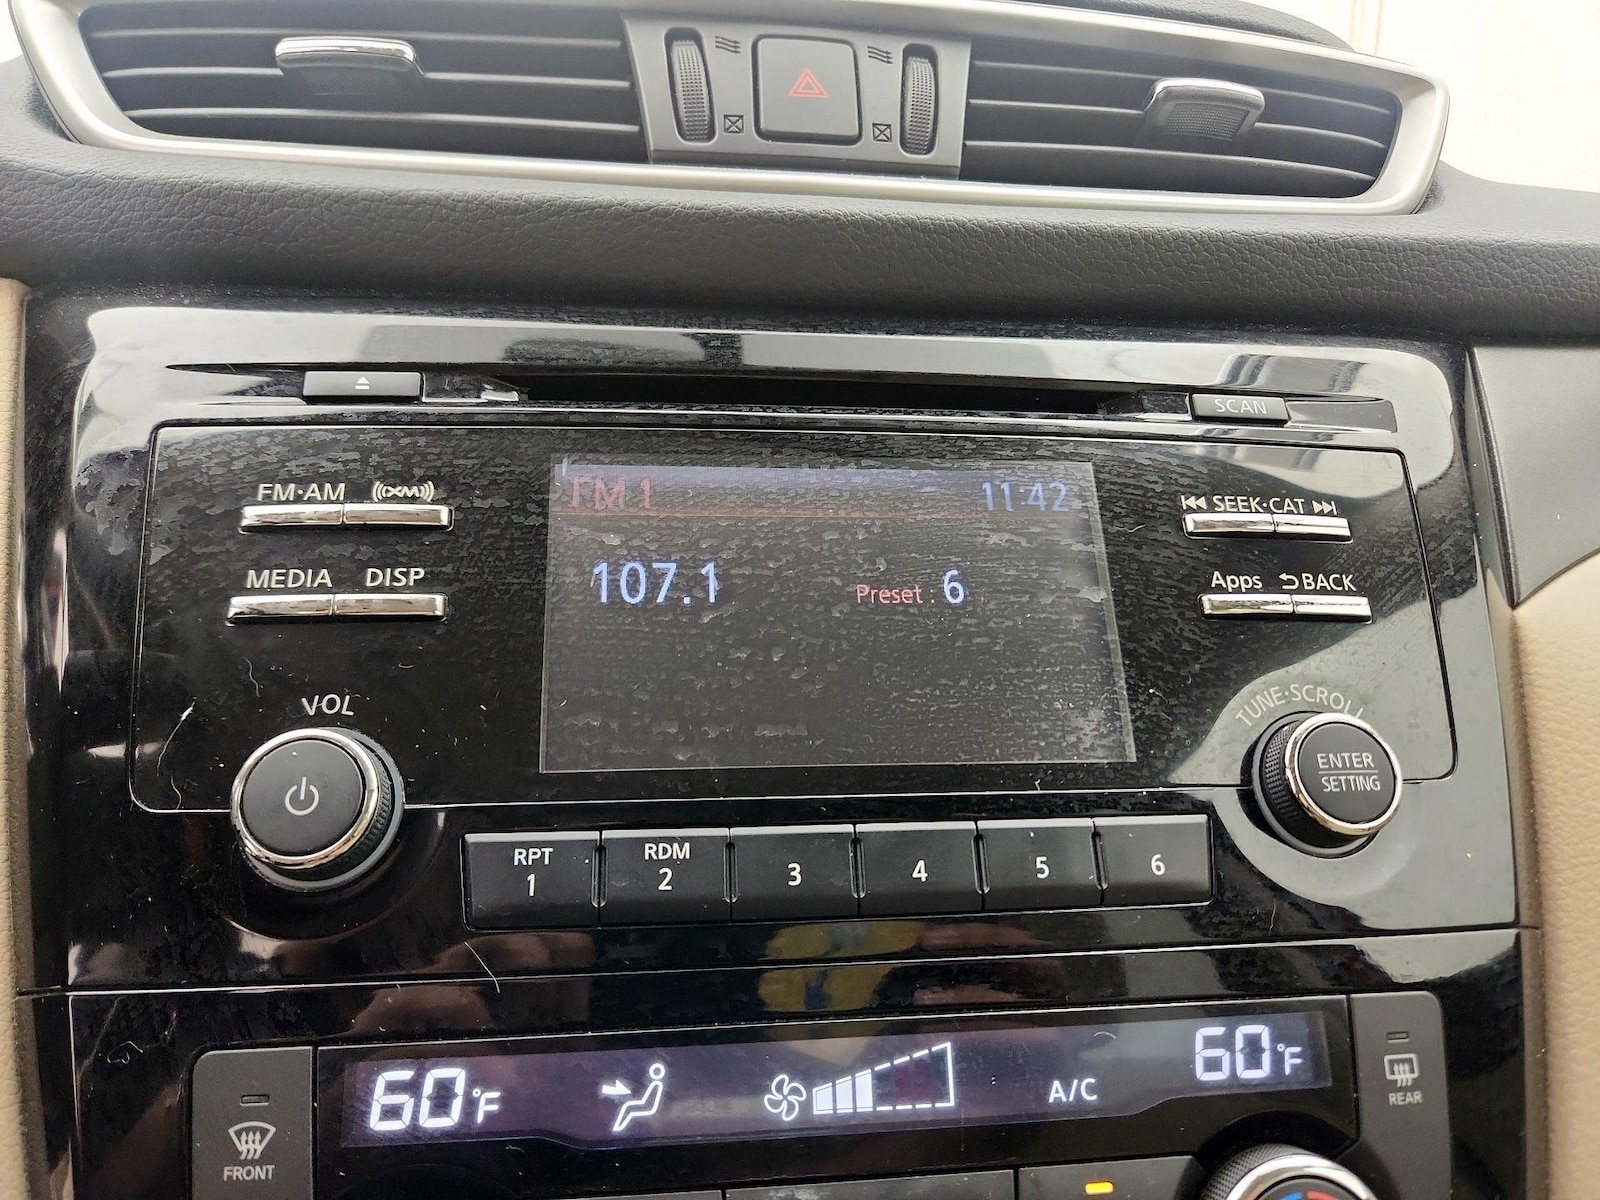 SCAN
FM·AM (((XM)))
FM 1 11:42
SEEK·CAT
MEDIA DISP
107.1 Preset : 6
Apps BACK
VOL
TUNE·SCROLL
ENTER
SETTING
RPT
1
RDM
2
3
4
5
6
60°F
A/C
60°F
FRONT
REAR